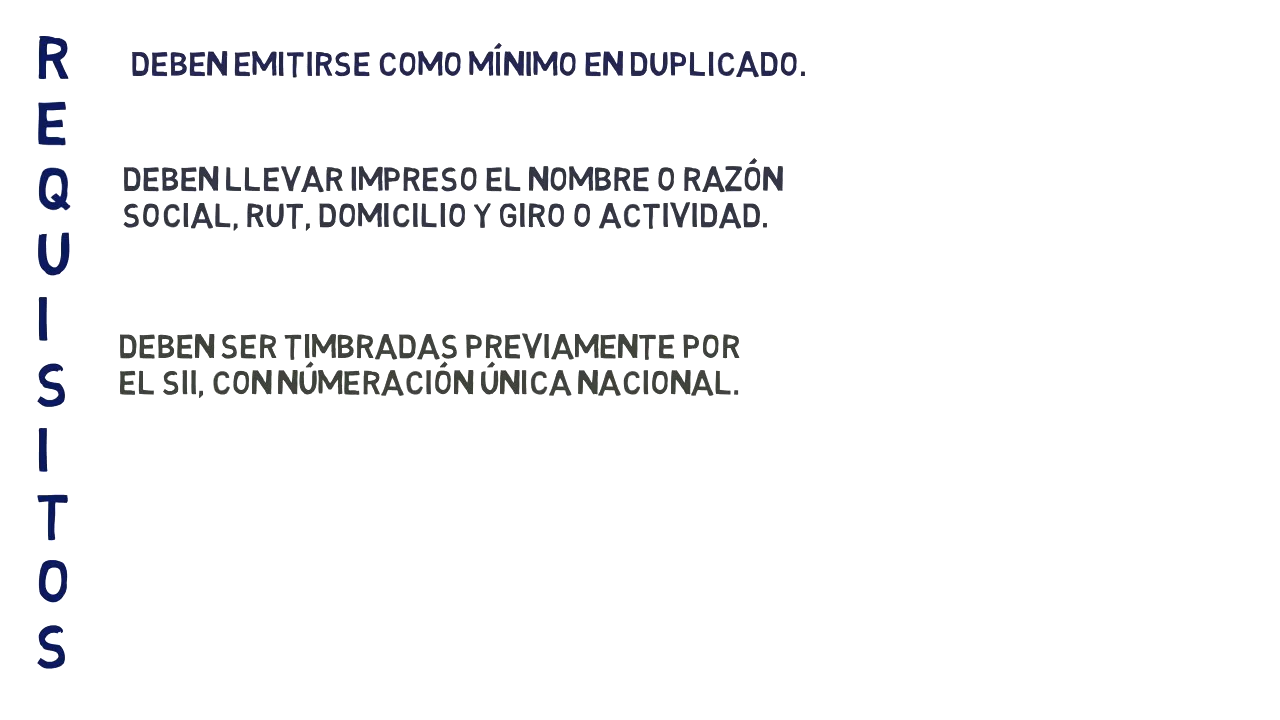 REQUISITOS
DEBEN EMITIRSE COMO MÍNIMO EN DUPLICADO.
DEBEN LLEVAR IMPRESO EL NOMBRE O RAZÓN
SOCIAL, RUT, DOMICILIO Y GIRO O ACTIVIDAD.
DEBEN SER TIMBRADAS PREVIAMENTE POR
EL SII, CON NÚMERACIÓN ÚNICA NACIONAL.